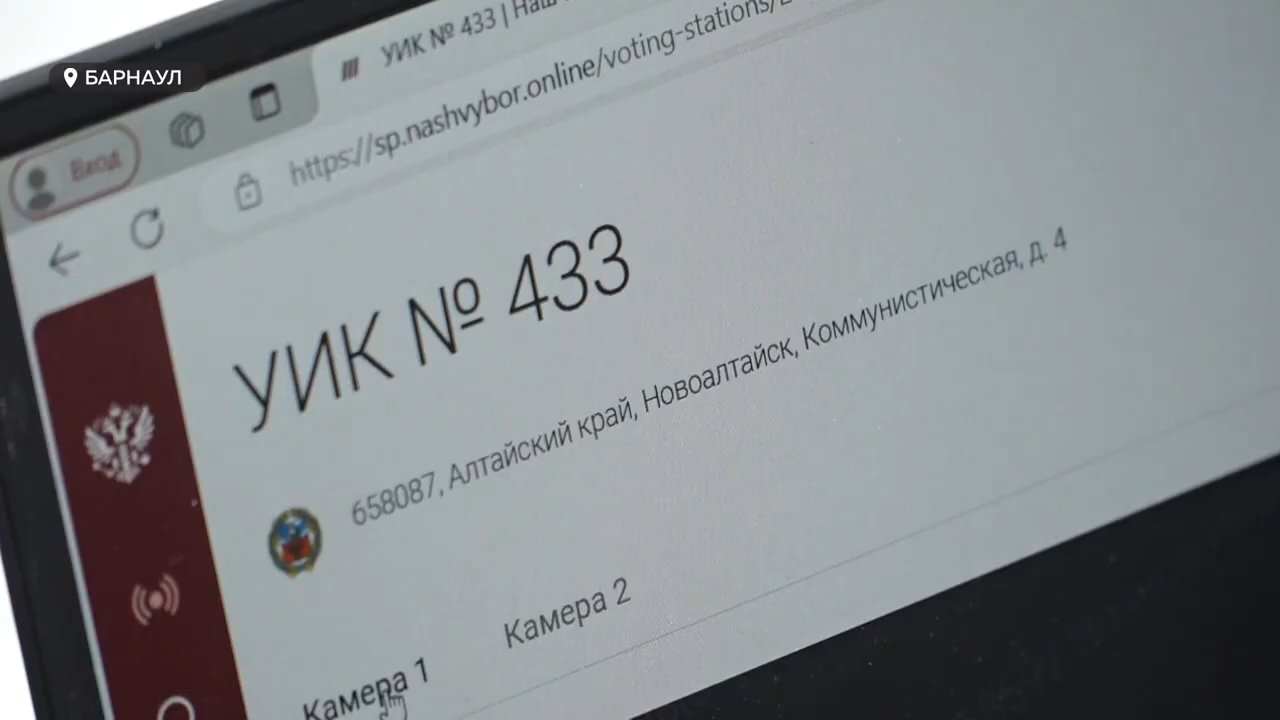 БАРНАУЛ
УИК № 433 | Наш
Вход
https://sp.nashvybor.online/voting-stations/
УИК № 433
658087, Алтайский край, Новоалтайск, Коммунистическая, д. 4
Камера 1
Камера 2